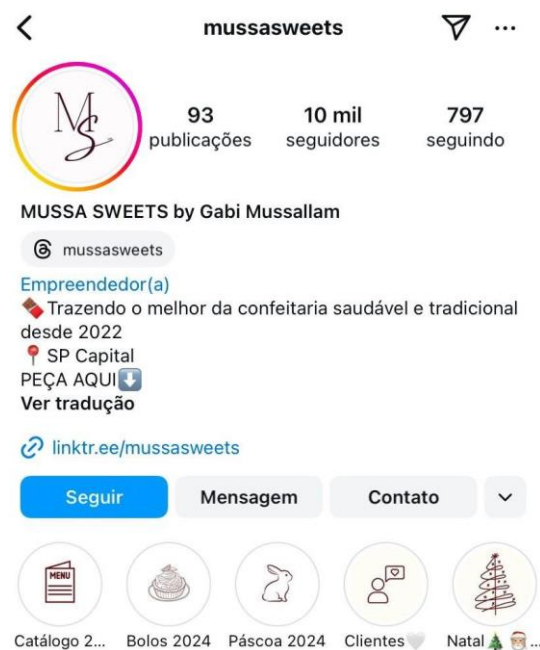 mussasweets
MS
93
publicações
10 mil
seguidores
797
seguindo
MUSSA SWEETS by Gabi Mussallam
mussasweets
Empreendedor(a)
🍫Trazendo o melhor da confeitaria saudável e tradicional
desde 2022
📍 SP Capital
PEÇA AQUI⬇️
Ver tradução
linktr.ee/mussasweets
Seguir
Mensagem
Contato
MENU
Catálogo 2...
Bolos 2024
Páscoa 2024
Clientes🤍
Natal🎄🎅...